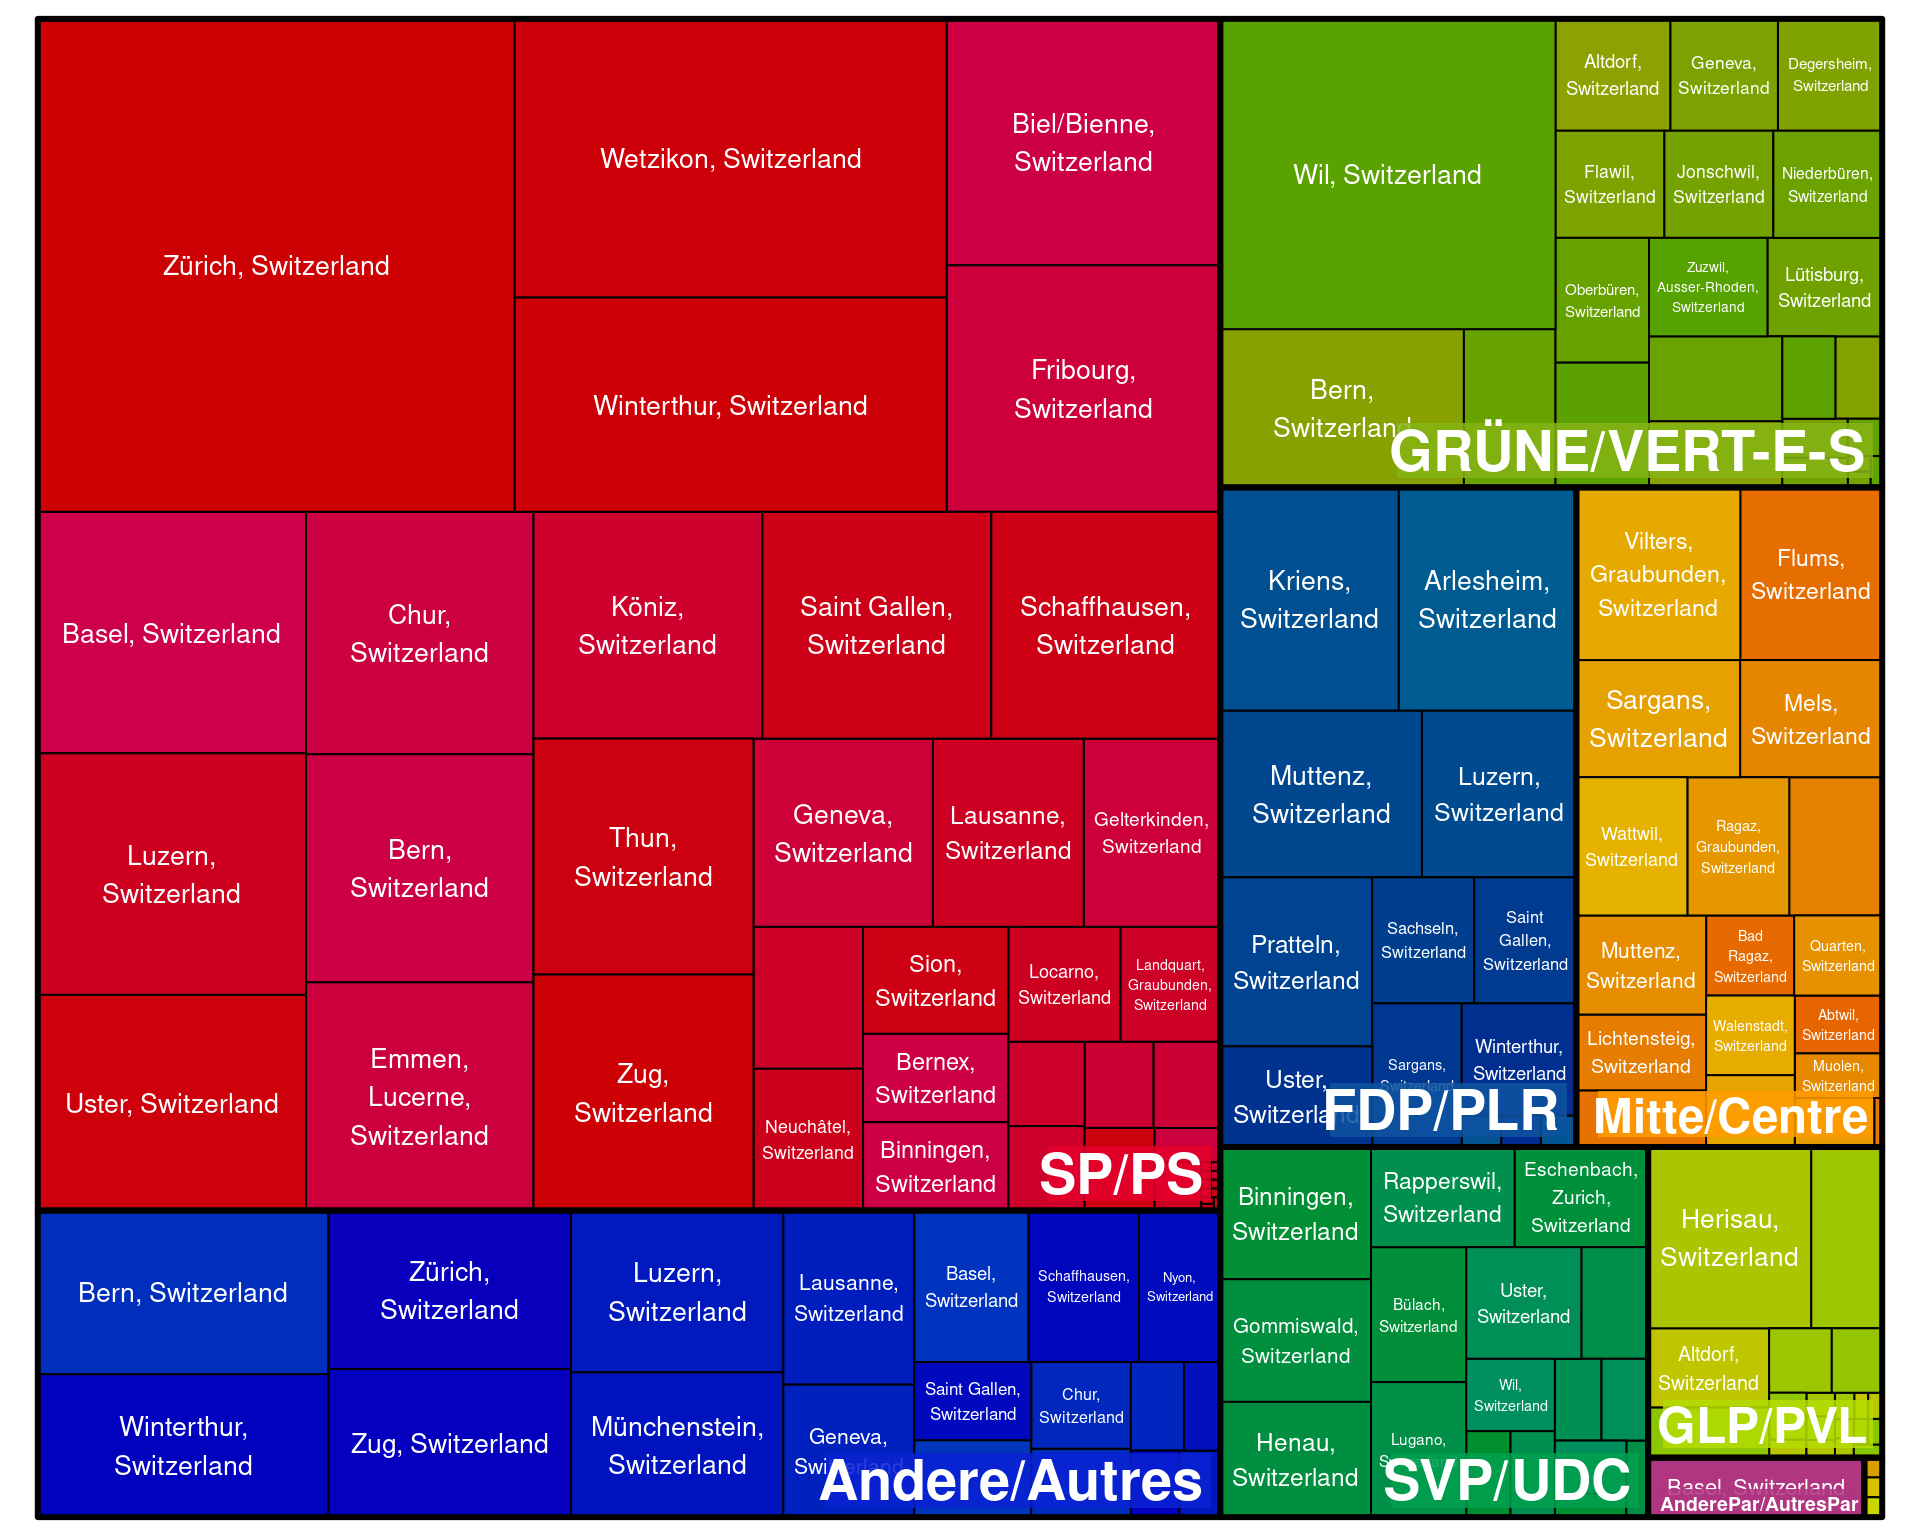 Zürich, Switzerland
Wetzikon, Switzerland
Winterthur, Switzerland
Biel/Bienne,
Switzerland
Fribourg,
Switzerland
Basel, Switzerland
Chur,
Switzerland
Köniz,
Switzerland
Saint Gallen,
Switzerland
Schaffhausen,
Switzerland
Luzern,
Switzerland
Bern,
Switzerland
Thun,
Switzerland
Geneva,
Switzerland
Lausanne,
Switzerland
Gelterkinden,
Switzerland
Uster, Switzerland
Emmen,
Lucerne,
Switzerland
Zug,
Switzerland
Sion,
Switzerland
Locarno,
Switzerland
Landquart,
Graubunden,
Switzerland
Neuchâtel,
Switzerland
Bernex,
Switzerland
Binningen,
Switzerland
SP/PS
Bern, Switzerland
Zürich,
Switzerland
Luzern,
Switzerland
Lausanne,
Switzerland
Basel,
Switzerland
Schaffhausen,
Switzerland
Nyon,
Switzerland
Winterthur,
Switzerland
Zug, Switzerland
Münchenstein,
Switzerland
Geneva,
Switzerland
Saint Gallen,
Switzerland
Chur,
Switzerland
Andere/Autres
Wil, Switzerland
Altdorf,
Switzerland
Geneva,
Switzerland
Degersheim,
Switzerland
Flawil,
Switzerland
Jonschwil,
Switzerland
Niederbüren,
Switzerland
Oberbüren,
Switzerland
Zuzwil,
Ausser-Rhoden,
Switzerland
Lütisburg,
Switzerland
Bern,
Switzerland
GRÜNE/VERT-E-S
Kriens,
Switzerland
Arlesheim,
Switzerland
Muttenz,
Switzerland
Luzern,
Switzerland
Pratteln,
Switzerland
Sachseln,
Switzerland
Saint
Gallen,
Switzerland
Uster,
Switzerland
Sargans,
Switzerland
Winterthur,
Switzerland
FDP/PLR
Vilters,
Graubunden,
Switzerland
Flums,
Switzerland
Sargans,
Switzerland
Mels,
Switzerland
Wattwil,
Switzerland
Ragaz,
Graubunden,
Switzerland
Muttenz,
Switzerland
Bad
Ragaz,
Switzerland
Quarten,
Switzerland
Lichtensteig,
Switzerland
Walenstadt,
Switzerland
Abtwil,
Switzerland
Muolen,
Switzerland
Mitte/Centre
Binningen,
Switzerland
Rapperswil,
Switzerland
Eschenbach,
Zurich,
Switzerland
Gommiswald,
Switzerland
Bülach,
Switzerland
Uster,
Switzerland
Wil,
Switzerland
Henau,
Switzerland
Lugano,
SVP/UDC
Herisau,
Switzerland
Altdorf,
Switzerland
GLP/PVL
Basel, Switzerland
AnderePar/AutresPar